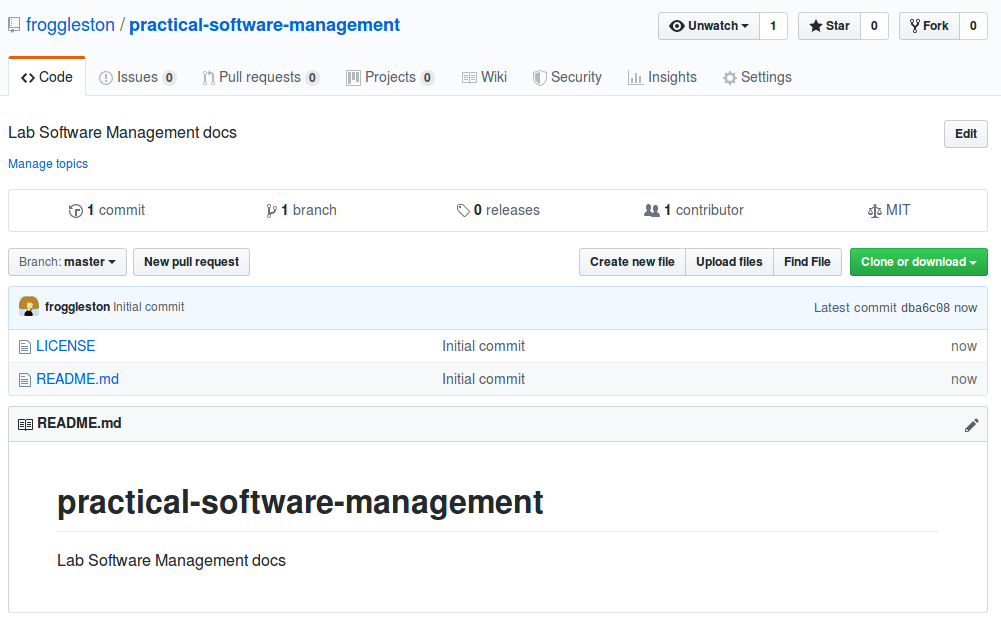 froggleston / practical-software-management Unwatch 1 Star 0 Fork 0
Code Issues 0 Pull requests 0 Projects 0 Wiki Security Insights Settings
Lab Software Management docs Edit
Manage topics
1 commit 1 branch 0 releases 1 contributor MIT
Branch: master New pull request Create new file Upload files Find File Clone or download
froggleston Initial commit Latest commit dba6c08 now
LICENSE Initial commit now
README.md Initial commit now
README.md
practical-software-management
Lab Software Management docs